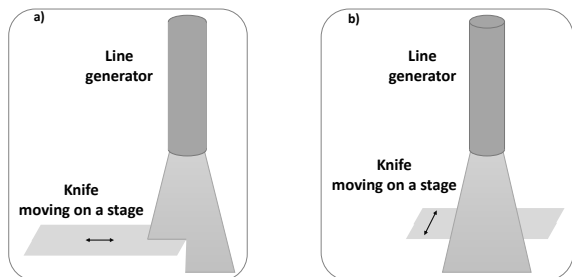 a)
Line
generator
Knife
moving on a stage
b)
Line
generator
Knife
moving on a stage